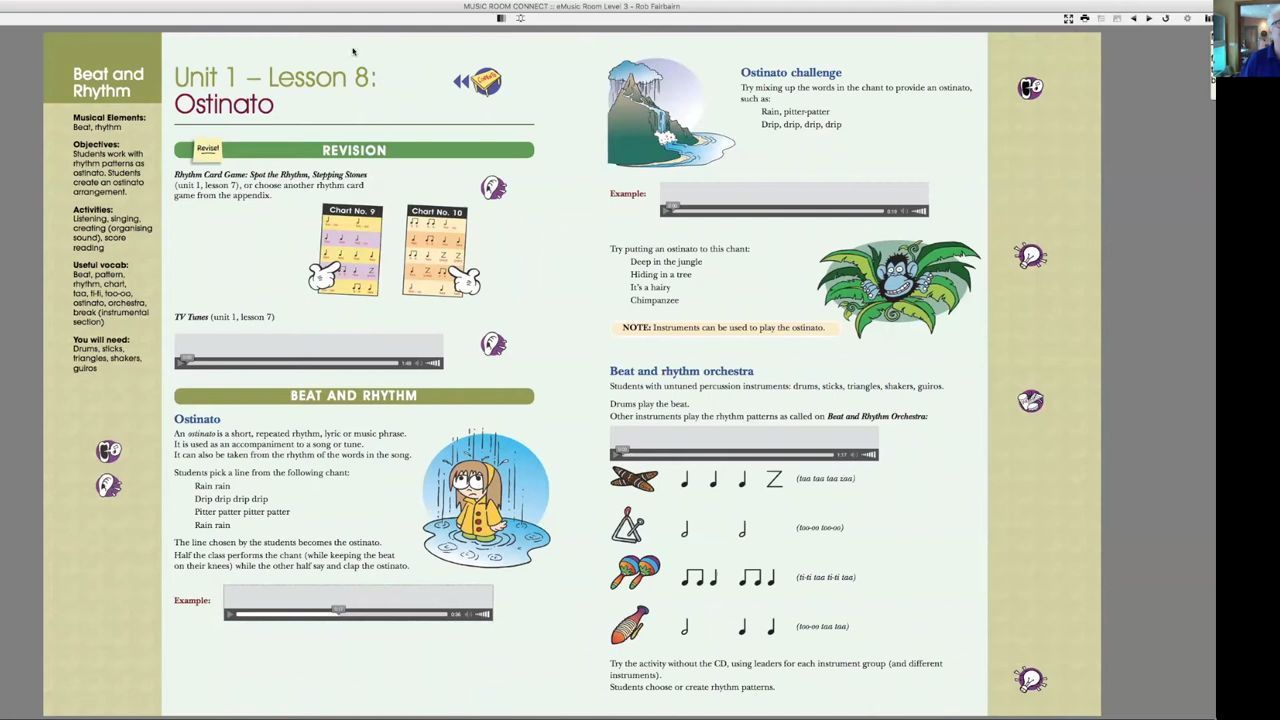 MUSIC ROOM CONNECT :: eMusic Room Level 3 - Rob Fairbairn
Beat and
Rhythm
Musical Elements:
Beat, rhythm
Objectives:
Students work with
rhythm patterns as
ostinato. Students
create an ostinato
arrangement.
Activities:
Listening, singing,
creating (organising
sound), score
reading
Useful vocab:
Beat, pattern,
rhythm, chart,
taa, ti-ti, too-oo,
ostinato, orchestra,
break (instrumental
section)
You will need:
Drums, sticks,
triangles, shakers,
guiros
Unit 1 – Lesson 8:
Ostinato
Revise!
REVISION
Rhythm Card Game: Spot the Rhythm, Stepping Stones
(unit 1, lesson 7), or choose another rhythm card
game from the appendix.
Chart No. 9
Chart No. 10
TV Tunes (unit 1, lesson 7)
1:48
BEAT AND RHYTHM
Ostinato
An ostinato is a short, repeated rhythm, lyric or music phrase.
It is used as an accompaniment to a song or tune.
It can also be taken from the rhythm of the words in the song.
Students pick a line from the following chant:
Rain rain
Drip drip drip drip
Pitter patter pitter patter
Rain rain
The line chosen by the students becomes the ostinato.
Half the class performs the chant (while keeping the beat
on their knees) while the other half say and clap the ostinato.
Example:
0:36
Ostinato challenge
Try mixing up the words in the chant to provide an ostinato,
such as:
Rain, pitter-patter
Drip, drip, drip, drip
Example:
0:19
Try putting an ostinato to this chant:
Deep in the jungle
Hiding in a tree
It's a hairy
Chimpanzee
NOTE: Instruments can be used to play the ostinato.
Beat and rhythm orchestra
Students with untuned percussion instruments: drums, sticks, triangles, shakers, guiros.
Drums play the beat.
Other instruments play the rhythm patterns as called on Beat and Rhythm Orchestra:
1:37
(taa taa taa zaa)
(too-oo too-oo)
(ti-ti taa ti-ti taa)
(too-oo taa taa)
Try the activity without the CD, using leaders for each instrument group (and different
instruments).
Students choose or create rhythm patterns.